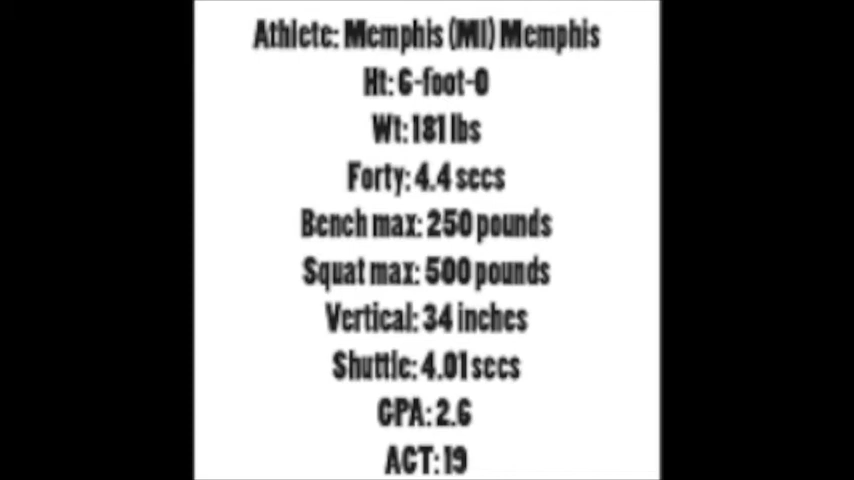 Athlete: Memphis (MI) Memphis
Ht: 6-foot-0
Wt: 181 lbs
Forty: 4.4 secs
Bench max: 250 pounds
Squat max: 500 pounds
Vertical: 34 inches
Shuttle: 4.01 secs
GPA: 2.6
ACT: 19